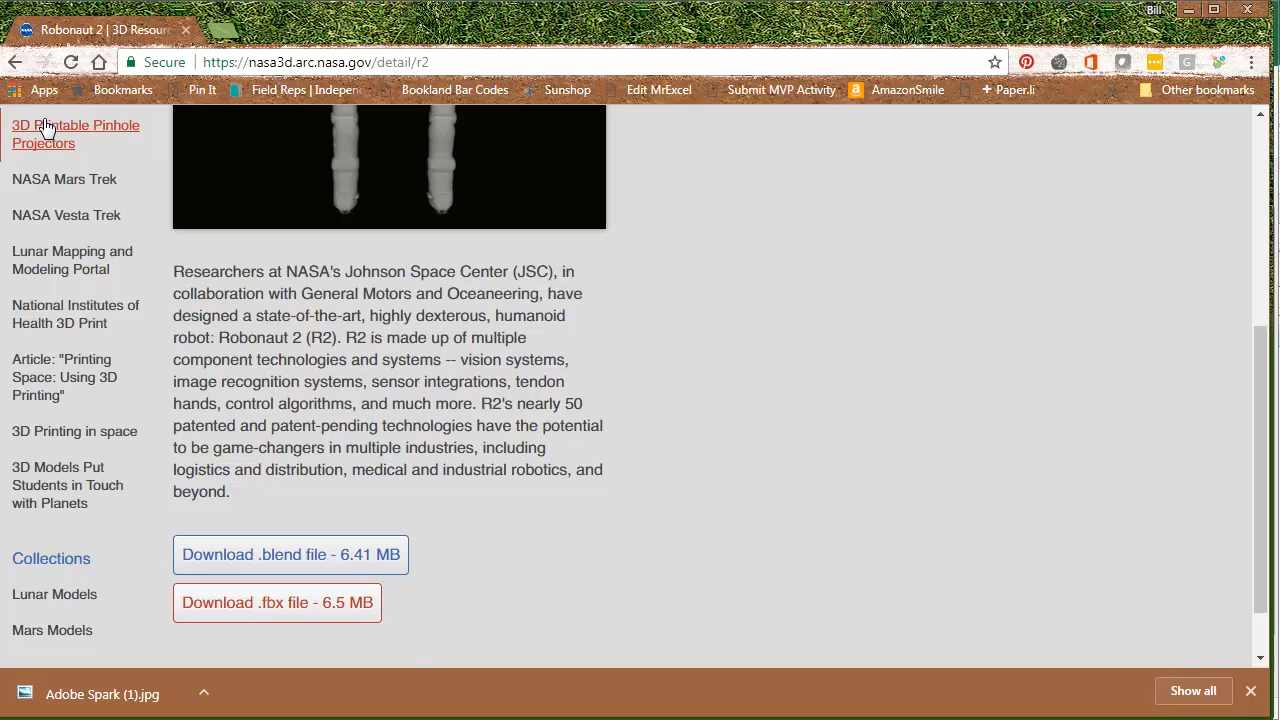 Robonaut 2 | 3D Resour
Bill
Secure https://nasa3d.arc.nasa.gov/detail/r2
Apps Bookmarks Pin It Field Reps | Indepen Bookland Bar Codes Sunshop Edit MrExcel Submit MVP Activity AmazonSmile + Paper.li Other bookmarks
3D Printable Pinhole
Projectors
NASA Mars Trek
NASA Vesta Trek
Lunar Mapping and
Modeling Portal
National Institutes of
Health 3D Print
Article: "Printing
Space: Using 3D
Printing"
3D Printing in space
3D Models Put
Students in Touch
with Planets
Collections
Lunar Models
Mars Models
Researchers at NASA's Johnson Space Center (JSC), in
collaboration with General Motors and Oceaneering, have
designed a state-of-the-art, highly dexterous, humanoid
robot: Robonaut 2 (R2). R2 is made up of multiple
component technologies and systems -- vision systems,
image recognition systems, sensor integrations, tendon
hands, control algorithms, and much more. R2's nearly 50
patented and patent-pending technologies have the potential
to be game-changers in multiple industries, including
logistics and distribution, medical and industrial robotics, and
beyond.
Download .blend file - 6.41 MB
Download .fbx file - 6.5 MB
Adobe Spark (1).jpg
Show all